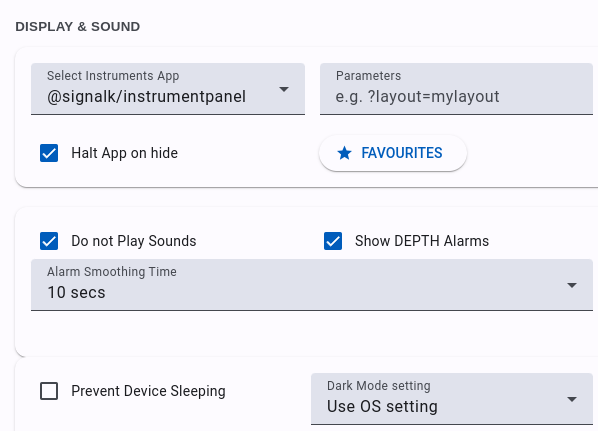 DISPLAY & SOUND
Select Instruments App
@signalk/instrumentpanel
Parameters
e.g. ?layout=mylayout
Halt App on hide
FAVOURITES
Do not Play Sounds
Show DEPTH Alarms
Alarm Smoothing Time
10 secs
Prevent Device Sleeping
Dark Mode setting
Use OS setting